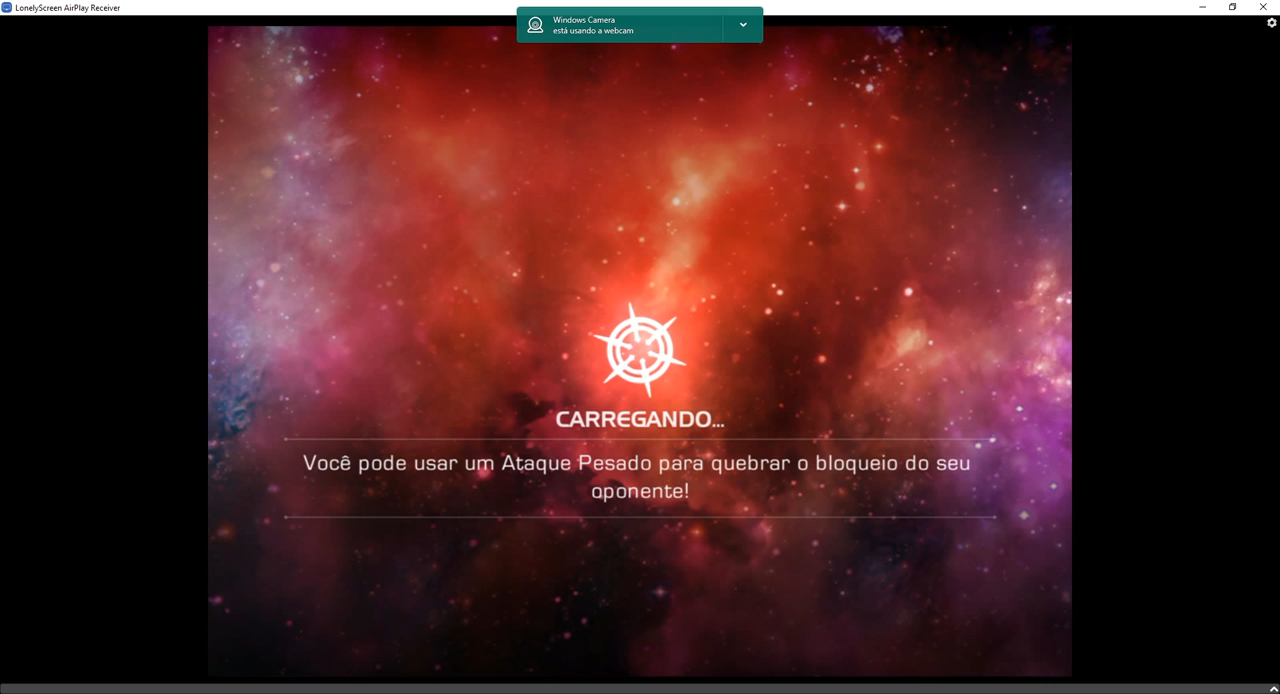 LonelyScreen AirPlay Receiver
Windows Camera
está usando a webcam
CARREGANDO...
Você pode usar um Ataque Pesado para quebrar o bloqueio do seu
oponente!